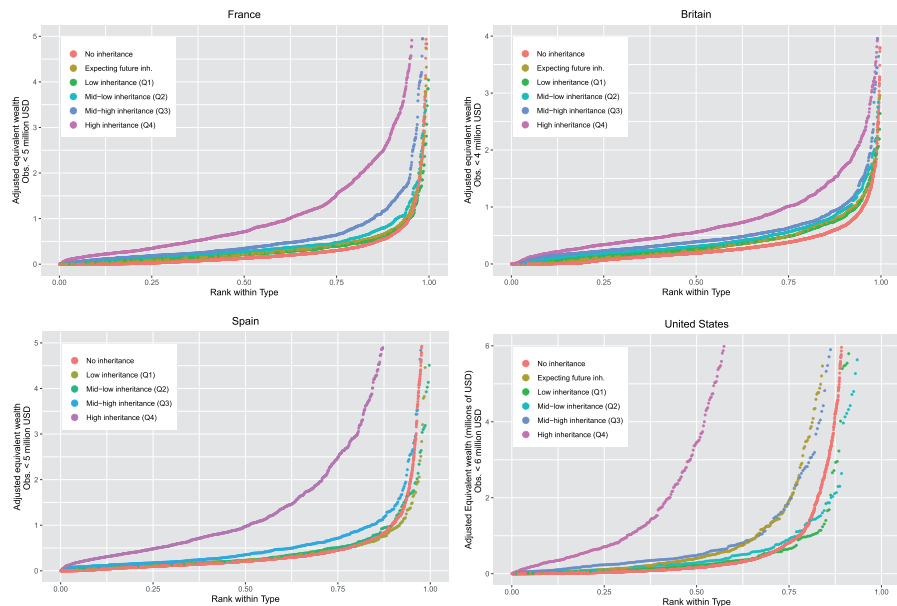 France
5
4
3
2
1
0
Adjusted equivalent wealth
Obs. < 5 million USD
No inheritance
Expecting future inh.
Low inheritance (Q1)
Mid−low inheritance (Q2)
Mid−high inheritance (Q3)
High inheritance (Q4)
0.00
0.25
0.50
0.75
1.00
Rank within Type
Britain
4
3
2
1
0
Adjusted equivalent wealth
Obs. < 4 million USD
No inheritance
Expecting future inh.
Low inheritance (Q1)
Mid−low inheritance (Q2)
Mid−high inheritance (Q3)
High inheritance (Q4)
0.00
0.25
0.50
0.75
1.00
Rank within Type
Spain
5
4
3
2
1
0
Adjusted equivalent wealth
Obs. < 5 million USD
No inheritance
Low inheritance (Q1)
Mid−low inheritance (Q2)
Mid−high inheritance (Q3)
High inheritance (Q4)
0.00
0.25
0.50
0.75
1.00
Rank within Type
United States
6
4
2
0
Adjusted Equivalent wealth (millions of USD)
Obs. < 6 million USD
No inheritance
Expecting future inh.
Low inheritance (Q1)
Mid−low inheritance (Q2)
Mid−high inheritance (Q3)
High inheritance (Q4)
0.00
0.25
0.50
0.75
1.00
Rank within Type